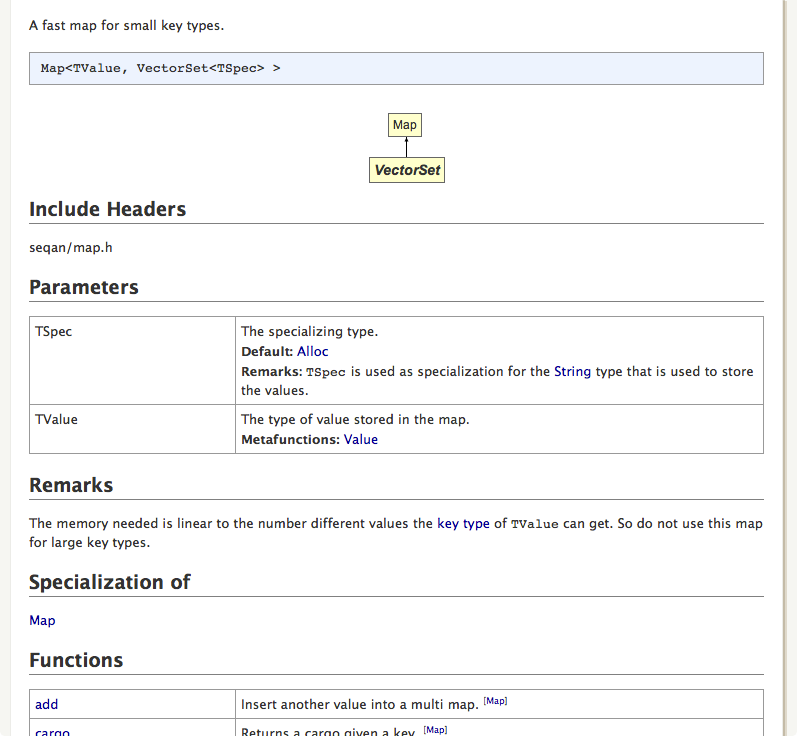 A fast map for small key types.
Map<TValue, VectorSet<TSpec> >
Map
VectorSet
Include Headers
seqan/map.h
Parameters
TSpec
The specializing type.
Default: Alloc
Remarks: TSpec is used as specialization for the String type that is used to store
the values.
TValue
The type of value stored in the map.
Metafunctions: Value
Remarks
The memory needed is linear to the number different values the key type of TValue can get. So do not use this map
for large key types.
Specialization of
Map
Functions
add
Insert another value into a multi map. [Map]
cargo
Returns a cargo given a key. [Map]